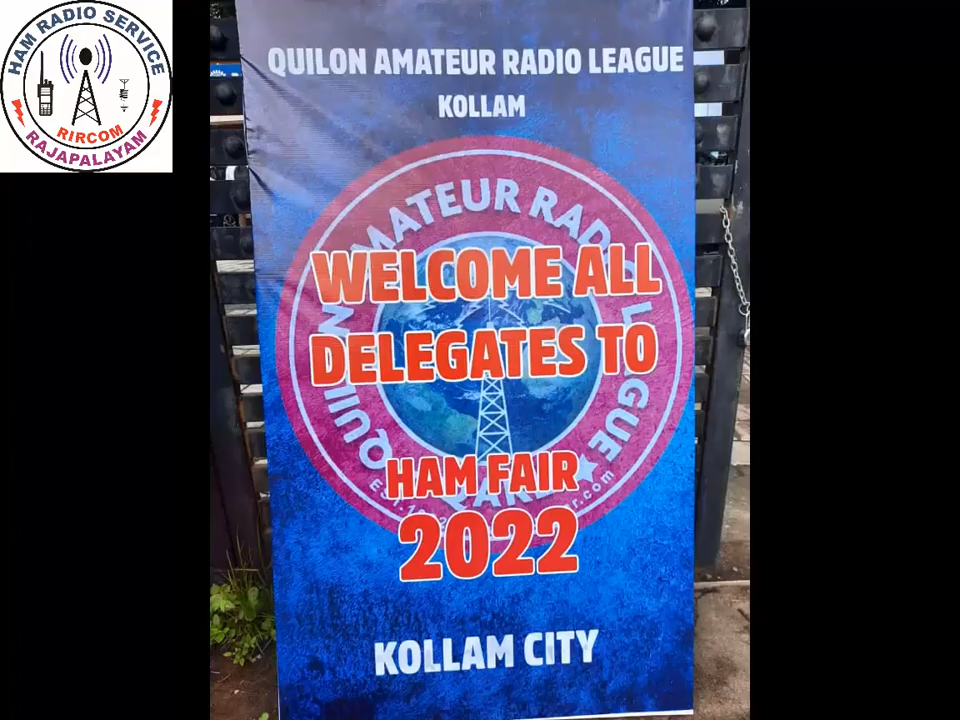 HAM RADIO SERVICE
RIRCOM
RAJAPALAYAM
QUILON AMATEUR RADIO LEAGUE
KOLLAM
QUILON AMATEUR RADIO LEAGUE
WELCOME ALL
DELEGATES TO
HAM FAIR
2022
KOLLAM CITY